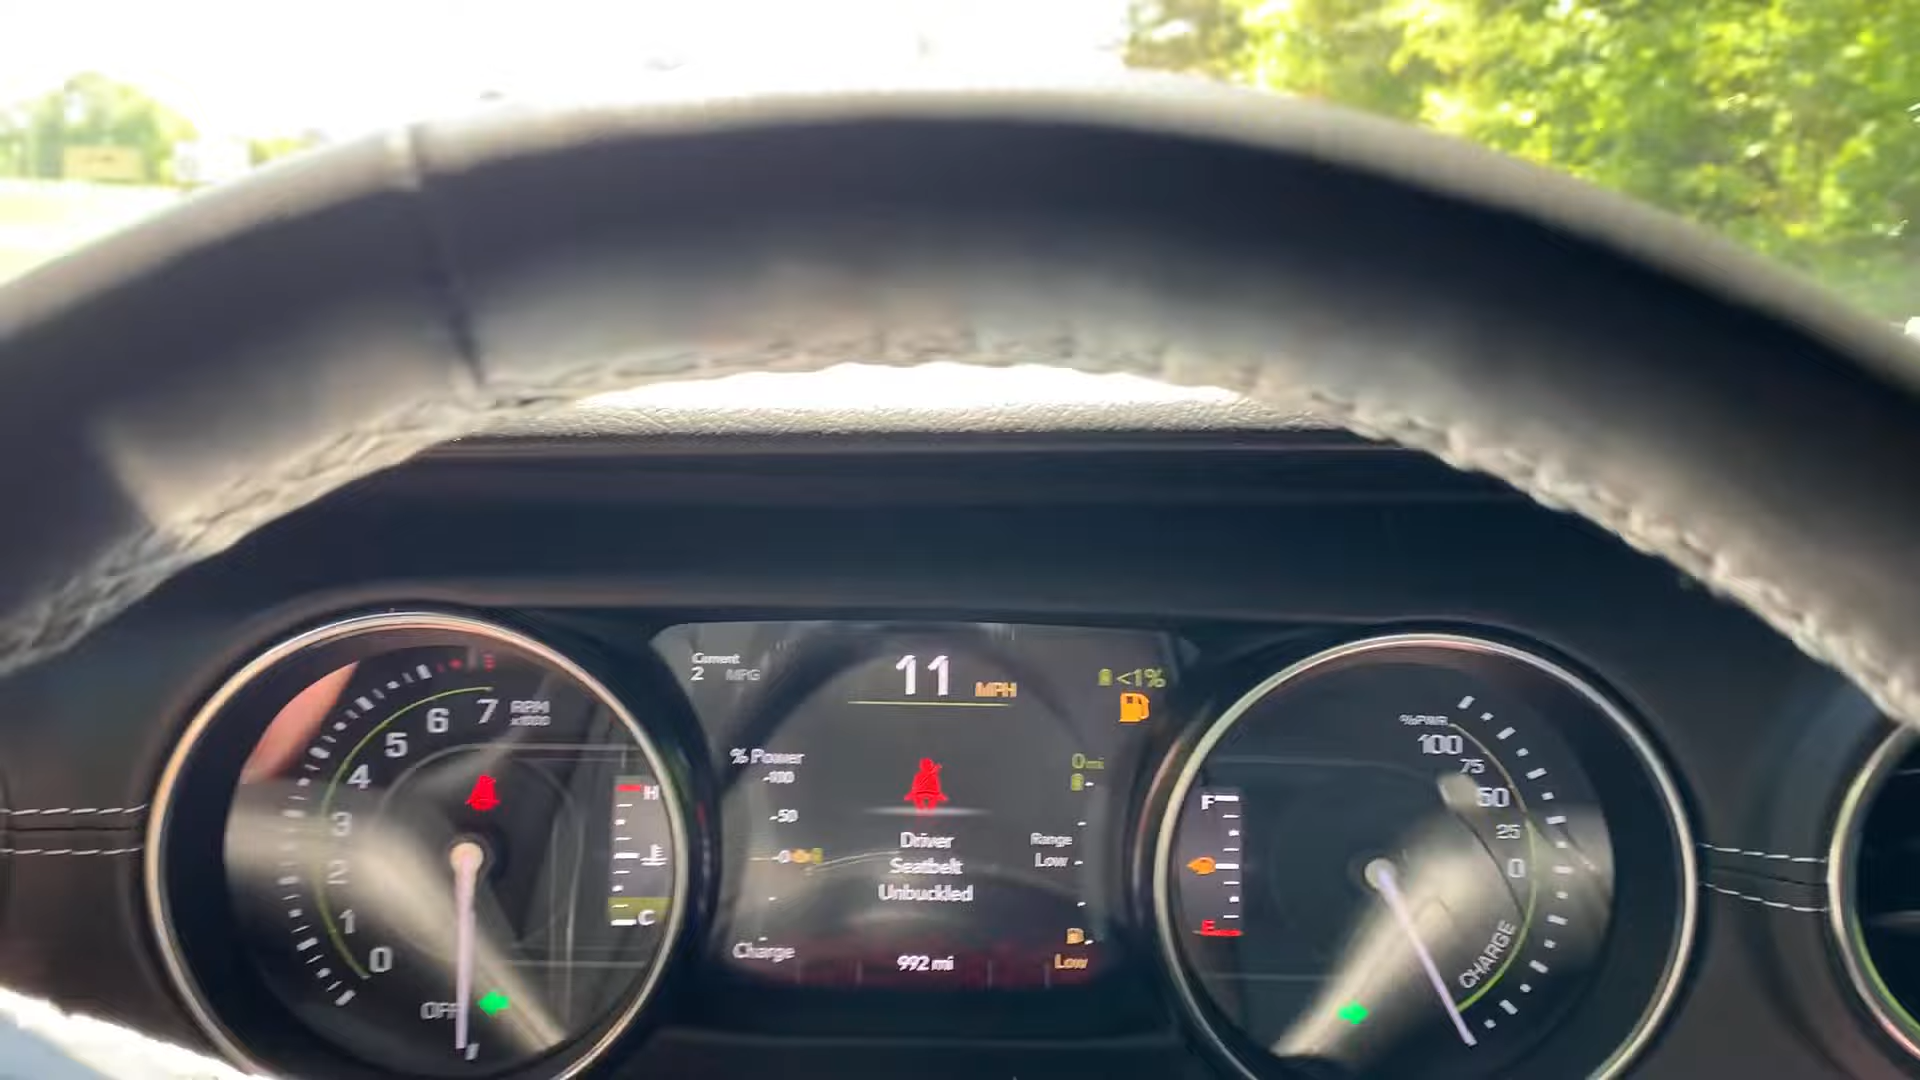 Current
2 MPG
11 MPH
<1%
% Power
-100
-50
-0
Charge
Driver
Seatbelt
Unbuckled
992 mi
0 mi
Range
Low
Low
7 RPM
x1000
6
5
4
3
2
1
0
OFF
H
C
F
E
%PWR
100
75
50
25
0
CHARGE